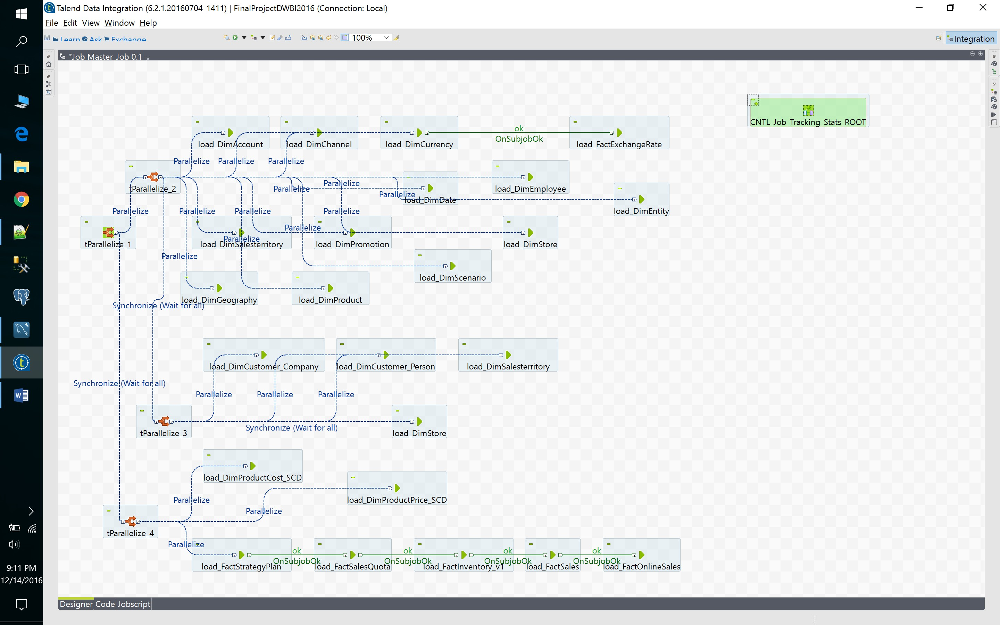 Talend Data Integration (6.2.1.20160704_1411) | FinalProjectDWBI2016 (Connection: Local)
File Edit View Window Help
Learn Ask Exchange
100%
Integration
*Job Master_Job 0.1
CNTL_Job_Tracking_Stats_ROOT
ok
OnSubjobOk
load_DimAccount
load_DimChannel
load_DimCurrency
load_FactExchangeRate
Parallelize
Parallelize
Parallelize
tParallelize_2
Parallelize
Parallelize
load_DimEmployee
Parallelize
load_DimDate
load_DimEntity
Parallelize
Parallelize
Parallelize
Parallelize
Parallelize
Parallelize
tParallelize_1
load_DimSalesterritory
load_DimPromotion
load_DimStore
Parallelize
load_DimScenario
load_DimGeography
load_DimProduct
Synchronize (Wait for all)
load_DimCustomer_Company
load_DimCustomer_Person
load_DimSalesterritory
Synchronize (Wait for all)
Parallelize
Parallelize
Parallelize
Synchronize (Wait for all)
tParallelize_3
load_DimStore
load_DimProductCost_SCD
Parallelize
load_DimProductPrice_SCD
Parallelize
tParallelize_4
Parallelize
ok
ok
ok
ok
OnSubjobOk
OnSubjobOk
OnSubjobOk
OnSubjobOk
load_FactStrategyPlan
load_FactSalesQuota
load_FactInventory_v1
load_FactSales
load_FactOnlineSales
9:11 PM
12/14/2016
Designer Code Jobscript